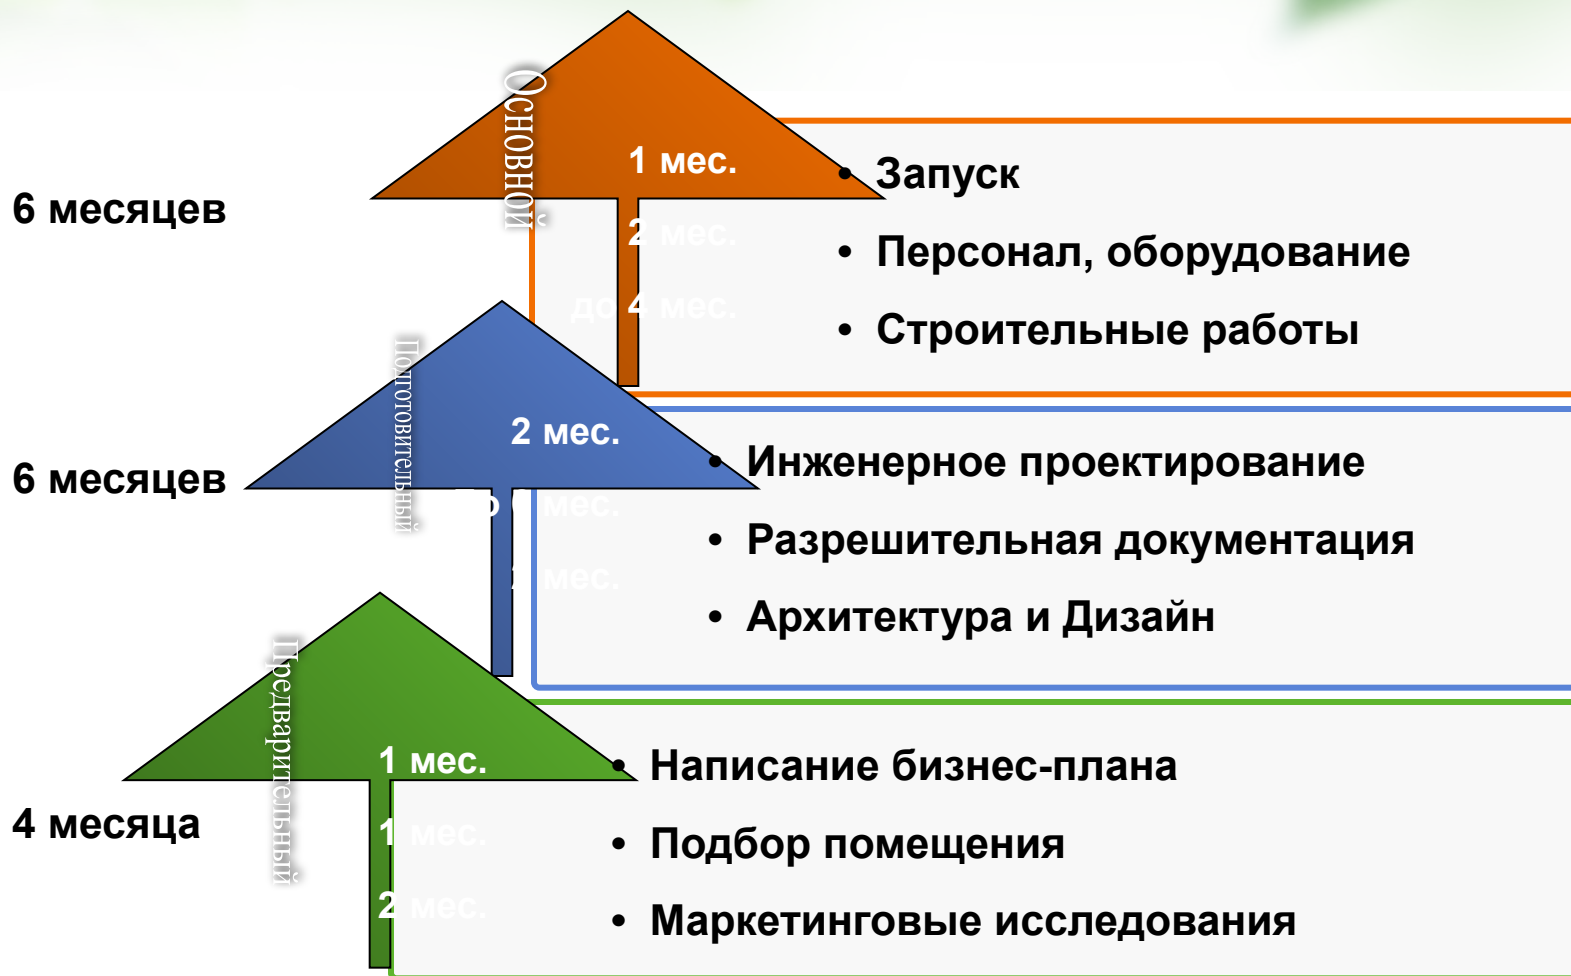 Основной
6 месяцев
1 мес.
2 мес.
до 4 мес.
• Запуск
• Персонал, оборудование
• Строительные работы
Подготовительный
6 месяцев
2 мес.
мес.
2 мес.
• Инженерное проектирование
• Разрешительная документация
• Архитектура и Дизайн
Предварительный
4 месяца
1 мес.
1 мес.
2 мес.
• Написание бизнес-плана
• Подбор помещения
• Маркетинговые исследования